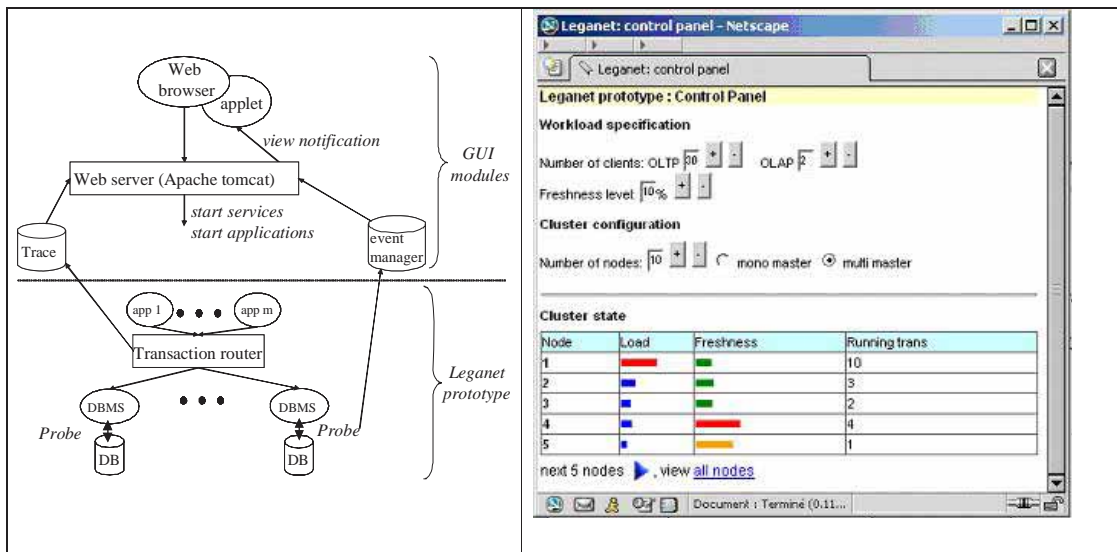 Web
browser
applet
view notification
GUI
modules
Web server (Apache tomcat)
start services
start applications
Trace
event
manager
app 1
app m
Transaction router
Leganet
prototype
DBMS
DBMS
Probe
Probe
DB
DB
Leganet: control panel - Netscape
Leganet: control panel
Leganet prototype : Control Panel
Workload specification
Number of clients: OLTP 30 + - OLAP 2 + -
Freshness level: 10% + -
Cluster configuration
Number of nodes: 10 + - mono master multi master
Cluster state
Node Load Freshness Running trans
1 10
2 3
3 2
4 4
5 1
next 5 nodes , view all nodes
Document : Terminé (0.11...